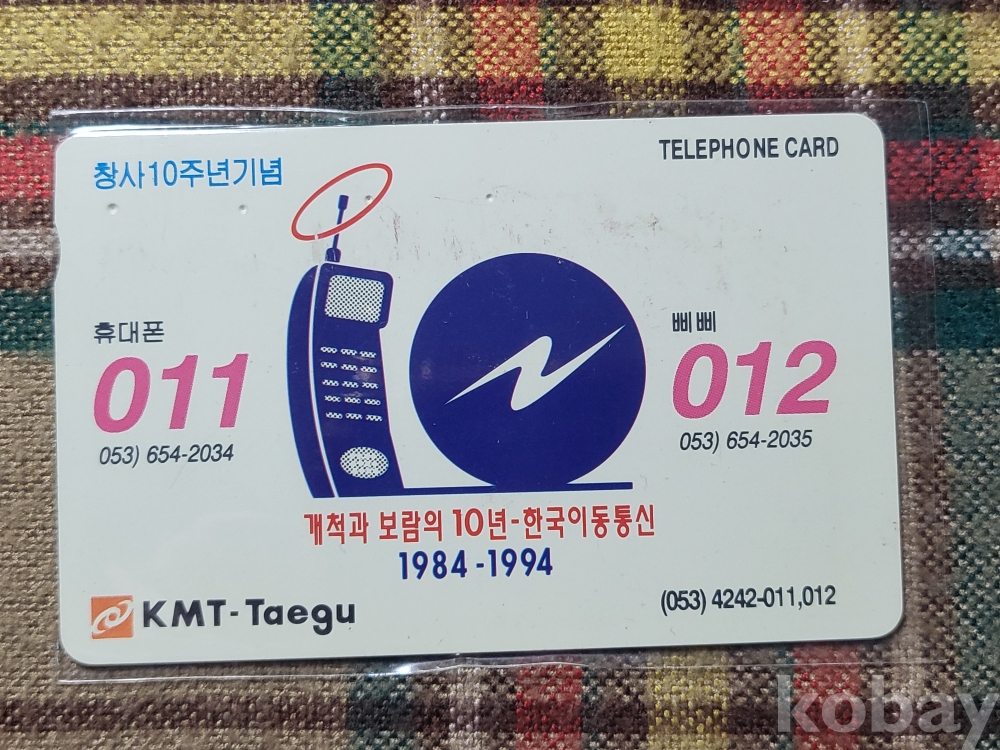 창사10주년기념
TELEPHONE CARD
휴대폰
011
053) 654-2034
삐삐
012
053) 654-2035
개척과 보람의 10년-한국이동통신
1984-1994
KMT-Taegu
(053) 4242-011,012
kobay